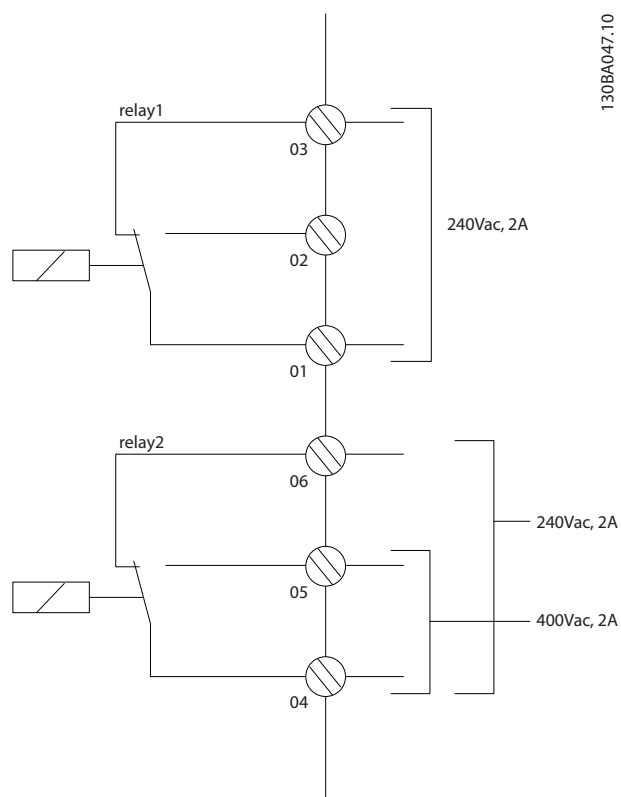 130BA047.10
relay1
03
02
240Vac, 2A
01
relay2
06
240Vac, 2A
05
400Vac, 2A
04